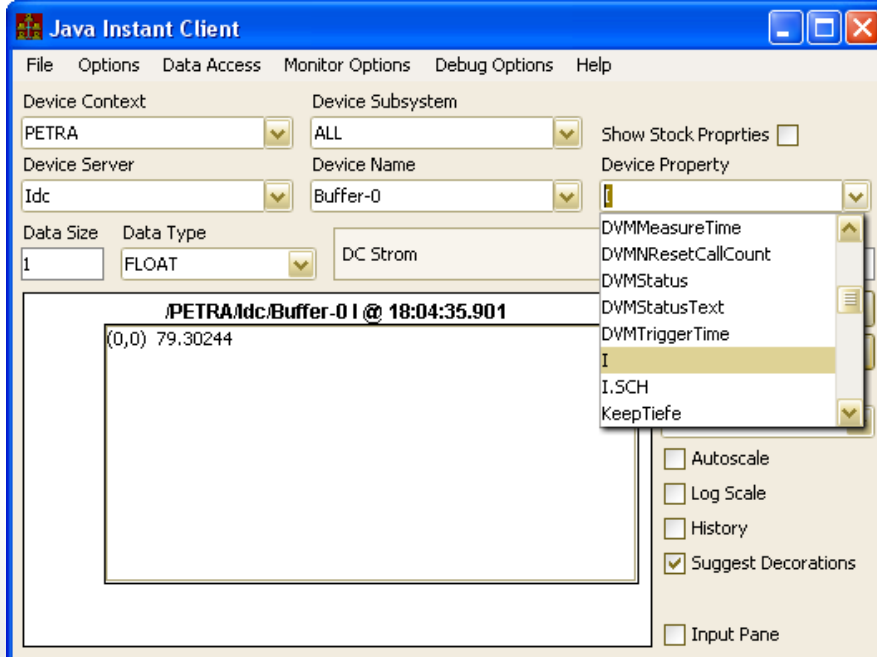 Java Instant Client
File Options Data Access Monitor Options Debug Options Help
Device Context Device Subsystem
PETRA ALL Show Stock Proprties
Device Server Device Name Device Property
Idc Buffer-0 I
Data Size Data Type
1 FLOAT DC Strom
DVMMeasureTime
DVMNResetCallCount
DVMStatus
DVMStatusText
DVMTriggerTime
I
I.SCH
KeepTiefe
/PETRA/Idc/Buffer-0 I @ 18:04:35.901
(0,0) 79.30244
Autoscale
Log Scale
History
Suggest Decorations
Input Pane